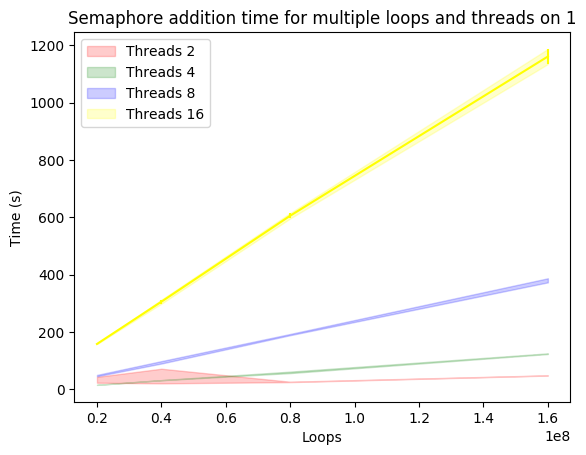 Semaphore addition time for multiple loops and threads on 1
Threads 2
Threads 4
Threads 8
Threads 16
1200
1000
800
600
400
200
0
Time (s)
0.2 0.4 0.6 0.8 1.0 1.2 1.4 1.6
1e8
Loops